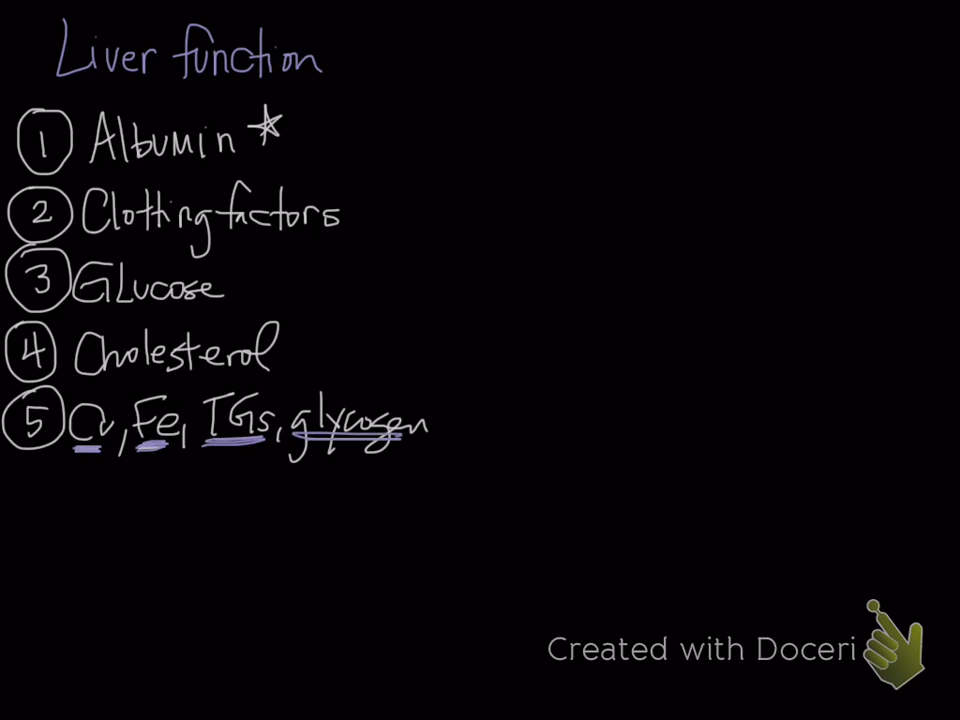 Liver function
1 Albumin ☆
2 Clotting factors
3 Glucose
4 Cholesterol
5 Cu, Fe, TGs, glycogen
Created with Doceri